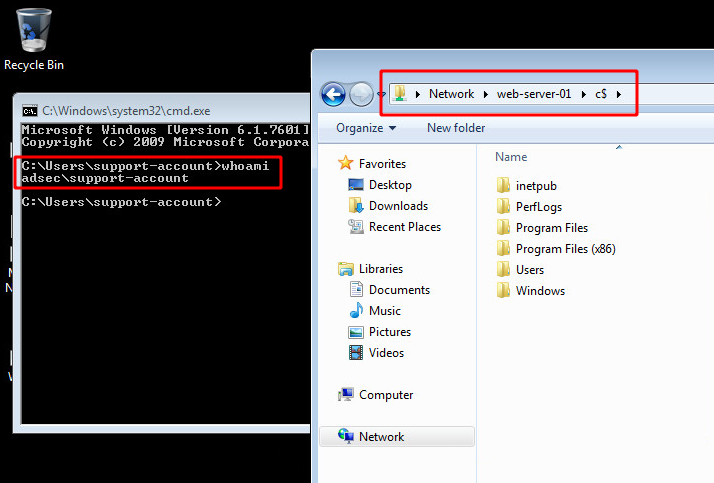 Recycle Bin
C:\Windows\system32\cmd.exe
Microsoft Windows [Version 6.1.7601]
Copyright (c) 2009 Microsoft Corpora
C:\Users\support-account>whoami
adsec\support-account
C:\Users\support-account>
Network web-server-01 c$
Organize New folder
Favorites
Desktop
Downloads
Recent Places
Libraries
Documents
Music
Pictures
Videos
Computer
Network
Name
inetpub
PerfLogs
Program Files
Program Files (x86)
Users
Windows